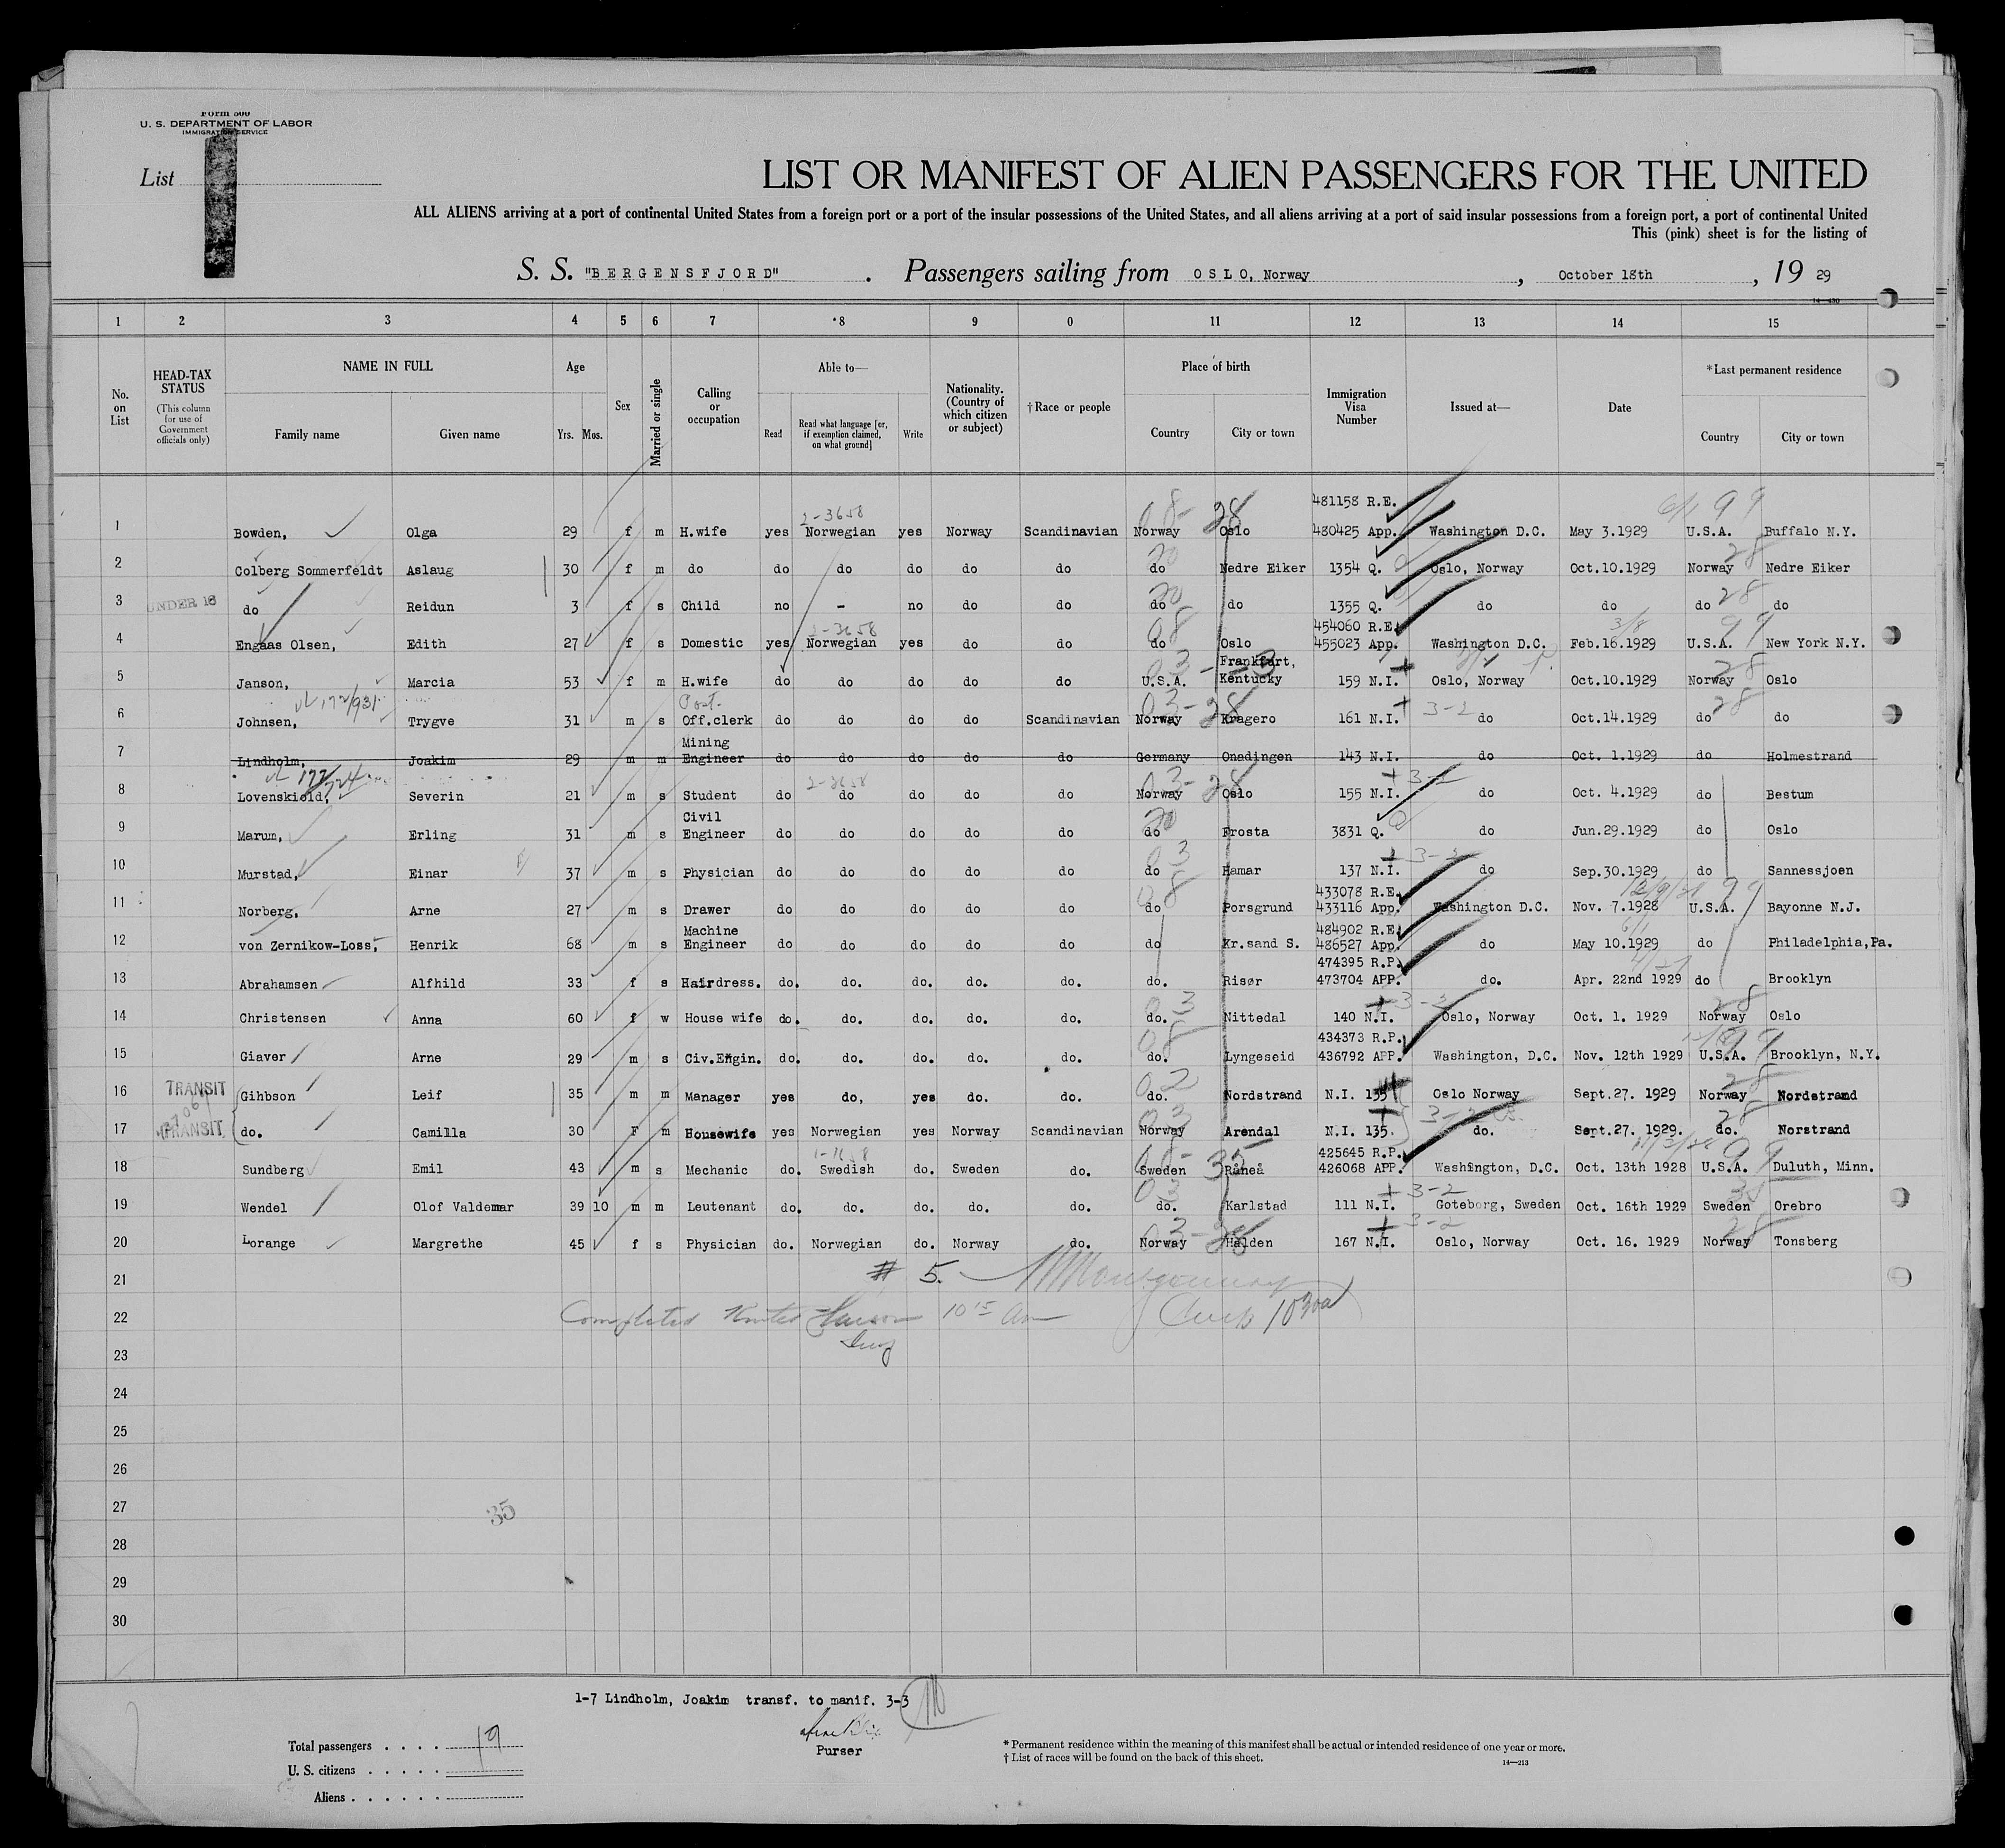 Form 500
U. S. DEPARTMENT OF LABOR
IMMIGRATION SERVICE
List
LIST OR MANIFEST OF ALIEN PASSENGERS FOR THE UNITED
ALL ALIENS arriving at a port of continental United States from a foreign port or a port of the insular possessions of the United States, and all aliens arriving at a port of said insular possessions from a foreign port, a port of continental United
This (pink) sheet is for the listing of
S. S. "BERGENSFJORD" . Passengers sailing from OSLO, Norway , October 18th , 19 29
14—430
1 2 3 4 5 6 7 *8 9 0 11 12 13 14 15
No. on List
HEAD-TAX STATUS
(This column for use of Government officials only)
NAME IN FULL
Family name Given name
Age
Yrs. Mos.
Sex
Married or single
Calling or occupation
Able to—
Read Read what language [or, if exemption claimed, on what ground] Write
Nationality. (Country of which citizen or subject)
†Race or people
Place of birth
Country City or town
Immigration Visa Number
Issued at—
Date
*Last permanent residence
Country City or town
481158 R.E.
2-3658
1 Bowden, Olga 29 f m H.wife yes Norwegian yes Norway Scandinavian Norway Oslo 480425 App. Washington D.C. May 3.1929 U.S.A. Buffalo N.Y.
2 Colberg Sommerfeldt Aslaug 30 f m do do do do do do do Nedre Eiker 1354 Q. Oslo, Norway Oct.10.1929 Norway Nedre Eiker
3 UNDER 16 do Reidun 3 f s Child no - no do do do do 1355 Q. do do do do
2-3658 454060 R.E.
4 Engaas Olsen, Edith 27 f s Domestic yes Norwegian yes do do do Oslo 455023 App. Washington D.C. Feb.16.1929 U.S.A. New York N.Y.
Frankfurt,
5 Janson, Marcia 53 f m H.wife do do do do do U.S.A. Kentucky 159 N.I. Oslo, Norway Oct.10.1929 Norway Oslo
6 Johnsen, Trygve 31 m s Off.clerk do do do do Scandinavian Norway Kragero 161 N.I. 3-2 do Oct.14.1929 do do
Mining
7 Lindholm, Joakim 29 m m Engineer do do do do do Germany Onadingen 143 N.I. do Oct. 1.1929 do Holmestrand
2-3658
8 Lovenskiold, Severin 21 m s Student do do do do do Norway Oslo 155 N.I. do Oct. 4.1929 do Bestum
Civil
9 Marum, Erling 31 m s Engineer do do do do do do Frosta 3831 Q. do Jun.29.1929 do Oslo
10 Murstad, Einar 37 m s Physician do do do do do do Hamar 137 N.I. do Sep.30.1929 do Sannessjoen
433078 R.E.
11 Norberg, Arne 27 m s Drawer do do do do do do Porsgrund 433116 App. Washington D.C. Nov. 7.1928 U.S.A. Bayonne N.J.
Machine 484902 R.E.
12 von Zernikow-Loss, Henrik 68 m s Engineer do do do do do do Kr.sand S. 486527 App. do May 10.1929 do Philadelphia,Pa.
474395 R.P.
13 Abrahamsen Alfhild 33 f s Hairdress. do. do. do. do. do. do. Risør 473704 APP. do. Apr. 22nd 1929 do Brooklyn
14 Christensen Anna 60 f w House wife do. do. do. do. do. do. Nittedal 140 N.I. Oslo, Norway Oct. 1. 1929 Norway Oslo
434373 R.P.
15 Giaver Arne 29 m s Civ.Engin. do. do. do. do. do. do. Lyngeseid 436792 APP. Washington, D.C. Nov. 12th 1929 U.S.A. Brooklyn, N.Y.
16 TRANSIT Gihbson Leif 35 m m Manager yes do, yes do. do. do. Nordstrand N.I. 135 Oslo Norway Sept.27. 1929 Norway Nordstrand
17 TRANSIT do. Camilla 30 F m Housewife yes Norwegian yes Norway Scandinavian Norway Arendal N.I. 135. do. Sept.27. 1929. do. Norstrand
425645 R.P.
18 Sundberg Emil 43 m s Mechanic do. Swedish do. Sweden do. Sweden Råneå 426068 APP. Washington, D.C. Oct. 13th 1928 U.S.A. Duluth, Minn.
19 Wendel Olof Valdemar 39 10 m m Leutenant do. do. do. do. do. do. Karlstad 111 N.I. Goteborg, Sweden Oct. 16th 1929 Sweden Orebro
20 Lorange Margrethe 45 f s Physician do. Norwegian do. Norway do. Norway Halden 167 N.I. Oslo, Norway Oct. 16. 1929 Norway Tonsberg
21 # 5. Montgomery
22 Completed 10 15 am
23
24
25
26
27
35
28
29
30
1-7 Lindholm, Joakim transf. to manif. 3-3
Purser
Total passengers . . . . 19
U. S. citizens . . . . .
Aliens . . . . . .
* Permanent residence within the meaning of this manifest shall be actual or intended residence of one year or more.
† List of races will be found on the back of this sheet.
14—213